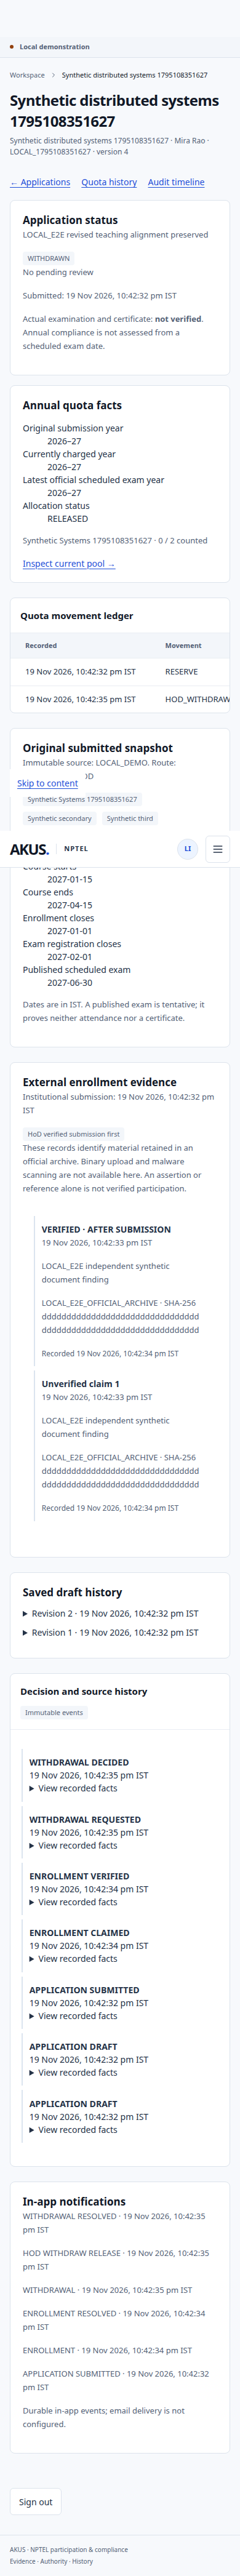 Local demonstration
Workspace > Synthetic distributed systems 1795108351627
Synthetic distributed systems
1795108351627
Synthetic distributed systems 1795108351627 · Mira Rao ·
LOCAL_1795108351627 · version 4
← Applications Quota history Audit timeline
Application status
LOCAL_E2E revised teaching alignment preserved
WITHDRAWN
No pending review
Submitted: 19 Nov 2026, 10:42:32 pm IST
Actual examination and certificate: not verified.
Annual compliance is not assessed from a
scheduled exam date.
Annual quota facts
Original submission year
2026–27
Currently charged year
2026–27
Latest official scheduled exam year
2026–27
Allocation status
RELEASED
Synthetic Systems 1795108351627 · 0 / 2 counted
Inspect current pool →
Quota movement ledger
Recorded Movement
19 Nov 2026, 10:42:32 pm IST RESERVE
19 Nov 2026, 10:42:35 pm IST HOD_WITHDRAW
Original submitted snapshot
Immutable source: LOCAL_DEMO. Route:
Skip to content
Synthetic Systems 1795108351627
Synthetic secondary Synthetic third
AKUS. NPTEL LI
Course starts
2027-01-15
Course ends
2027-04-15
Enrollment closes
2027-01-01
Exam registration closes
2027-02-01
Published scheduled exam
2027-06-30
Dates are in IST. A published exam is tentative; it
proves neither attendance nor a certificate.
External enrollment evidence
Institutional submission: 19 Nov 2026, 10:42:32 pm
IST
HoD verified submission first
These records identify material retained in an
official archive. Binary upload and malware
scanning are not available here. An assertion or
reference alone is not verified participation.
VERIFIED · AFTER SUBMISSION
19 Nov 2026, 10:42:33 pm IST
LOCAL_E2E independent synthetic
document finding
LOCAL_E2E_OFFICIAL_ARCHIVE · SHA-256
dddddddddddddddddddddddddddddddd
dddddddddddddddddddddddddddddddd
Recorded 19 Nov 2026, 10:42:34 pm IST
Unverified claim 1
19 Nov 2026, 10:42:33 pm IST
LOCAL_E2E independent synthetic
document finding
LOCAL_E2E_OFFICIAL_ARCHIVE · SHA-256
dddddddddddddddddddddddddddddddd
dddddddddddddddddddddddddddddddd
Recorded 19 Nov 2026, 10:42:34 pm IST
Saved draft history
▶ Revision 2 · 19 Nov 2026, 10:42:32 pm IST
▶ Revision 1 · 19 Nov 2026, 10:42:32 pm IST
Decision and source history
Immutable events
WITHDRAWAL DECIDED
19 Nov 2026, 10:42:35 pm IST
▶ View recorded facts
WITHDRAWAL REQUESTED
19 Nov 2026, 10:42:35 pm IST
▶ View recorded facts
ENROLLMENT VERIFIED
19 Nov 2026, 10:42:34 pm IST
▶ View recorded facts
ENROLLMENT CLAIMED
19 Nov 2026, 10:42:34 pm IST
▶ View recorded facts
APPLICATION SUBMITTED
19 Nov 2026, 10:42:32 pm IST
▶ View recorded facts
APPLICATION DRAFT
19 Nov 2026, 10:42:32 pm IST
▶ View recorded facts
APPLICATION DRAFT
19 Nov 2026, 10:42:32 pm IST
▶ View recorded facts
In-app notifications
WITHDRAWAL RESOLVED · 19 Nov 2026, 10:42:35
pm IST
HOD WITHDRAW RELEASE · 19 Nov 2026, 10:42:35
pm IST
WITHDRAWAL · 19 Nov 2026, 10:42:35 pm IST
ENROLLMENT RESOLVED · 19 Nov 2026, 10:42:34
pm IST
ENROLLMENT · 19 Nov 2026, 10:42:34 pm IST
APPLICATION SUBMITTED · 19 Nov 2026, 10:42:32
pm IST
Durable in-app events; email delivery is not
configured.
Sign out
AKUS · NPTEL participation & compliance
Evidence · Authority · History